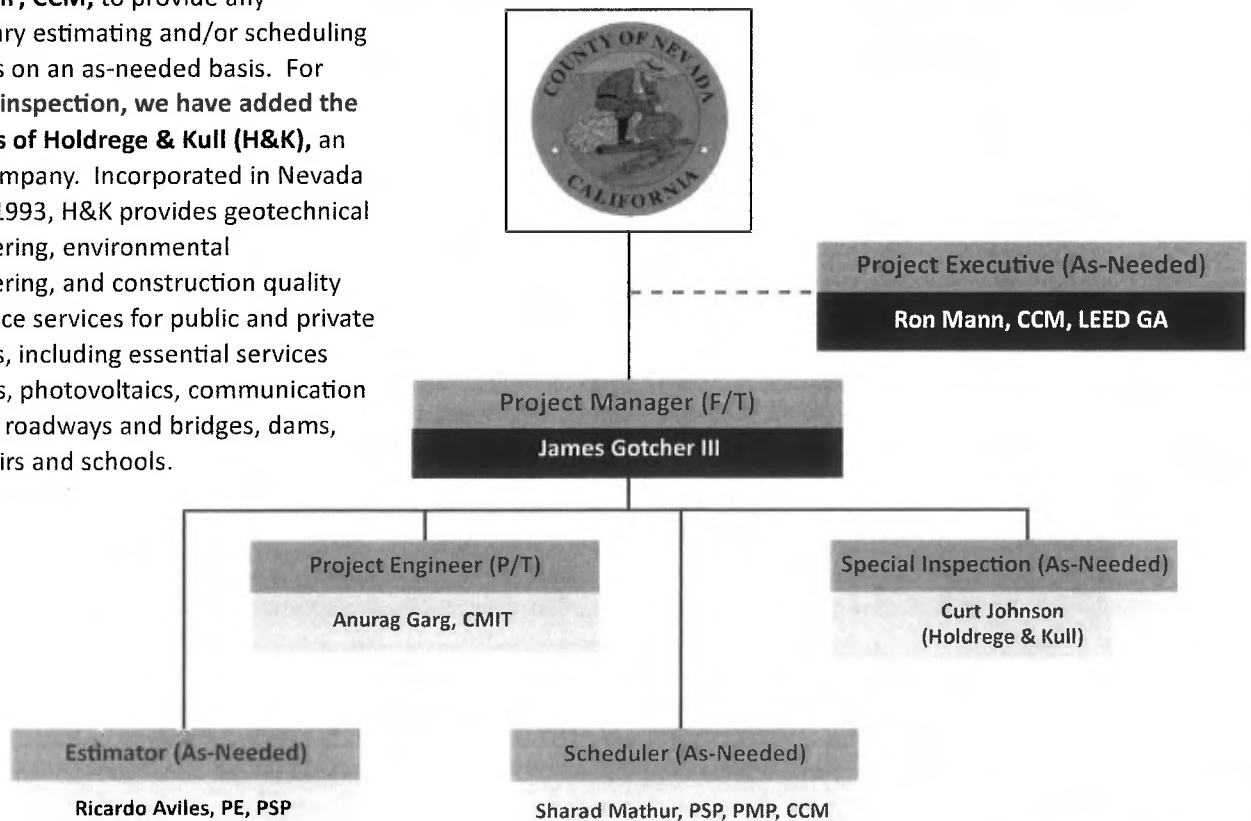 CCM, to provide any
ary estimating and/or scheduling
s on an as-needed basis. For
inspection, we have added the
s of Holdrege & Kull (H&K), an
mpany. Incorporated in Nevada
1993, H&K provides geotechnical
ering, environmental
ering, and construction quality
ce services for public and private
s, including essential services
s, photovoltaics, communication
roadways and bridges, dams,
irs and schools.
COUNTY OF NEVADA
CALIFORNIA
Project Executive (As-Needed)
Ron Mann, CCM, LEED GA
Project Manager (F/T)
James Gotcher III
Project Engineer (P/T)
Anurag Garg, CMIT
Special Inspection (As-Needed)
Curt Johnson
(Holdrege & Kull)
Estimator (As-Needed)
Ricardo Aviles, PE, PSP
Scheduler (As-Needed)
Sharad Mathur, PSP, PMP, CCM